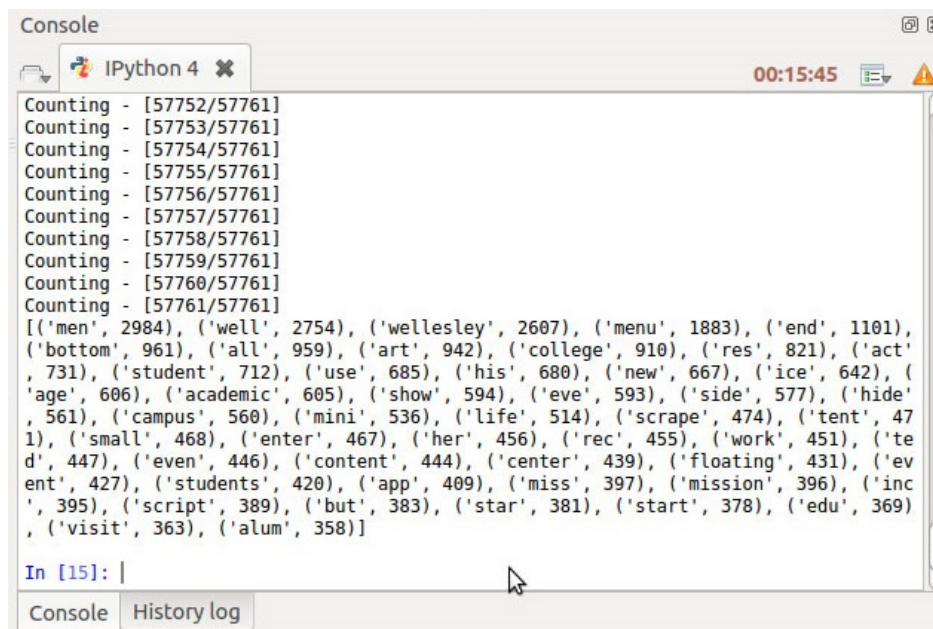 Console
IPython 4
00:15:45
Counting - [57752/57761]
Counting - [57753/57761]
Counting - [57754/57761]
Counting - [57755/57761]
Counting - [57756/57761]
Counting - [57757/57761]
Counting - [57758/57761]
Counting - [57759/57761]
Counting - [57760/57761]
Counting - [57761/57761]
[('men', 2984), ('well', 2754), ('wellesley', 2607), ('menu', 1883), ('end', 1101),
('bottom', 961), ('all', 959), ('art', 942), ('college', 910), ('res', 821), ('act'
, 731), ('student', 712), ('use', 685), ('his', 680), ('new', 667), ('ice', 642), (
'age', 606), ('academic', 605), ('show', 594), ('eve', 593), ('side', 577), ('hide'
, 561), ('campus', 560), ('mini', 536), ('life', 514), ('scrape', 474), ('tent', 47
1), ('small', 468), ('enter', 467), ('her', 456), ('rec', 455), ('work', 451), ('te
d', 447), ('even', 446), ('content', 444), ('center', 439), ('floating', 431), ('ev
ent', 427), ('students', 420), ('app', 409), ('miss', 397), ('mission', 396), ('inc
', 395), ('script', 389), ('but', 383), ('star', 381), ('start', 378), ('edu', 369)
, ('visit', 363), ('alum', 358)]
In [15]:
Console History log